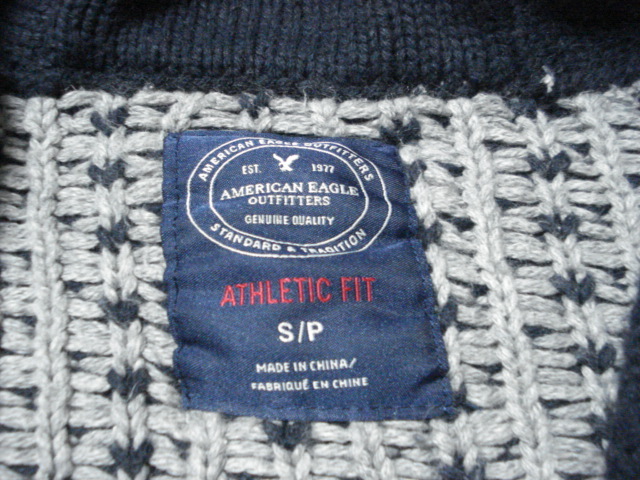 AMERICAN EAGLE OUTFITTERS
EST. 1977
AMERICAN EAGLE
OUTFITTERS
GENUINE QUALITY
STANDARD & TRADITION
ATHLETIC FIT
S/P
MADE IN CHINA/
FABRIQUÉ EN CHINE